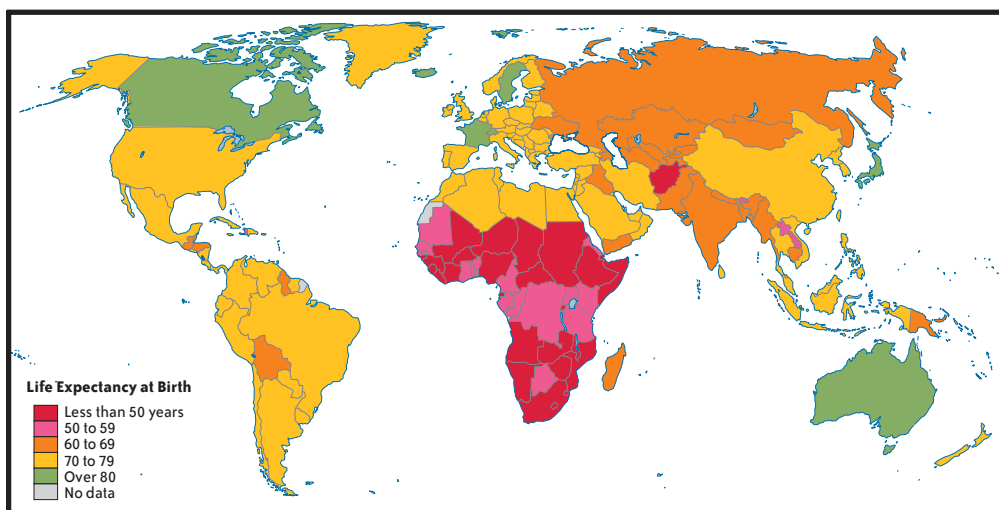 Life Expectancy at Birth
Less than 50 years
50 to 59
60 to 69
70 to 79
Over 80
No data